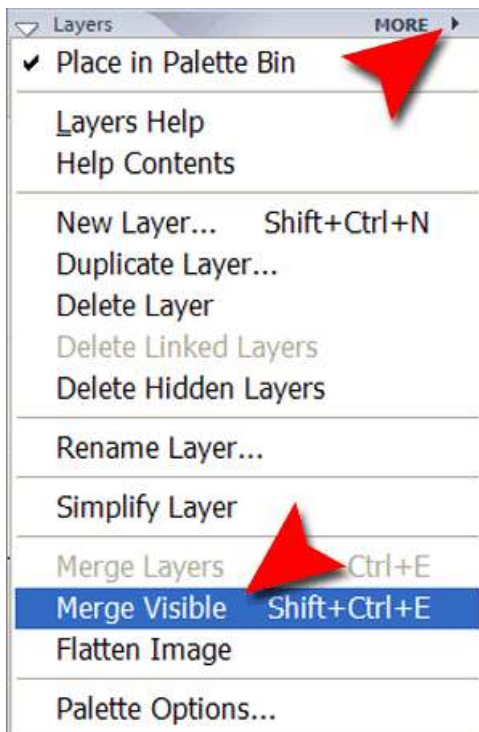 Layers MORE
Place in Palette Bin
Layers Help
Help Contents
New Layer... Shift+Ctrl+N
Duplicate Layer...
Delete Layer
Delete Linked Layers
Delete Hidden Layers
Rename Layer...
Simplify Layer
Merge Layers Ctrl+E
Merge Visible Shift+Ctrl+E
Flatten Image
Palette Options...